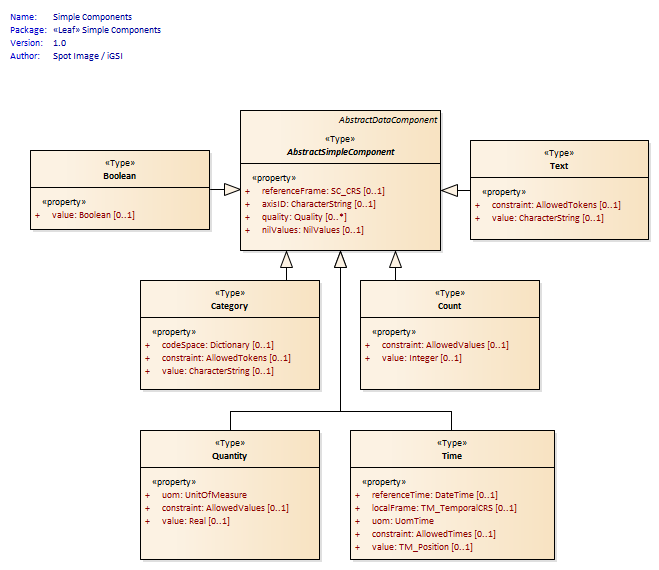 Name: Simple Components
Package: «Leaf» Simple Components
Version: 1.0
Author: Spot Image / iGSI
AbstractDataComponent
«Type»
AbstractSimpleComponent
«property»
+ referenceFrame: SC_CRS [0..1]
+ axisID: CharacterString [0..1]
+ quality: Quality [0..*]
+ nilValues: NilValues [0..1]
«Type»
Boolean
«property»
+ value: Boolean [0..1]
«Type»
Text
«property»
+ constraint: AllowedTokens [0..1]
+ value: CharacterString [0..1]
«Type»
Category
«property»
+ codeSpace: Dictionary [0..1]
+ constraint: AllowedTokens [0..1]
+ value: CharacterString [0..1]
«Type»
Count
«property»
+ constraint: AllowedValues [0..1]
+ value: Integer [0..1]
«Type»
Quantity
«property»
+ uom: UnitOfMeasure
+ constraint: AllowedValues [0..1]
+ value: Real [0..1]
«Type»
Time
«property»
+ referenceTime: DateTime [0..1]
+ localFrame: TM_TemporalCRS [0..1]
+ uom: UomTime
+ constraint: AllowedTimes [0..1]
+ value: TM_Position [0..1]